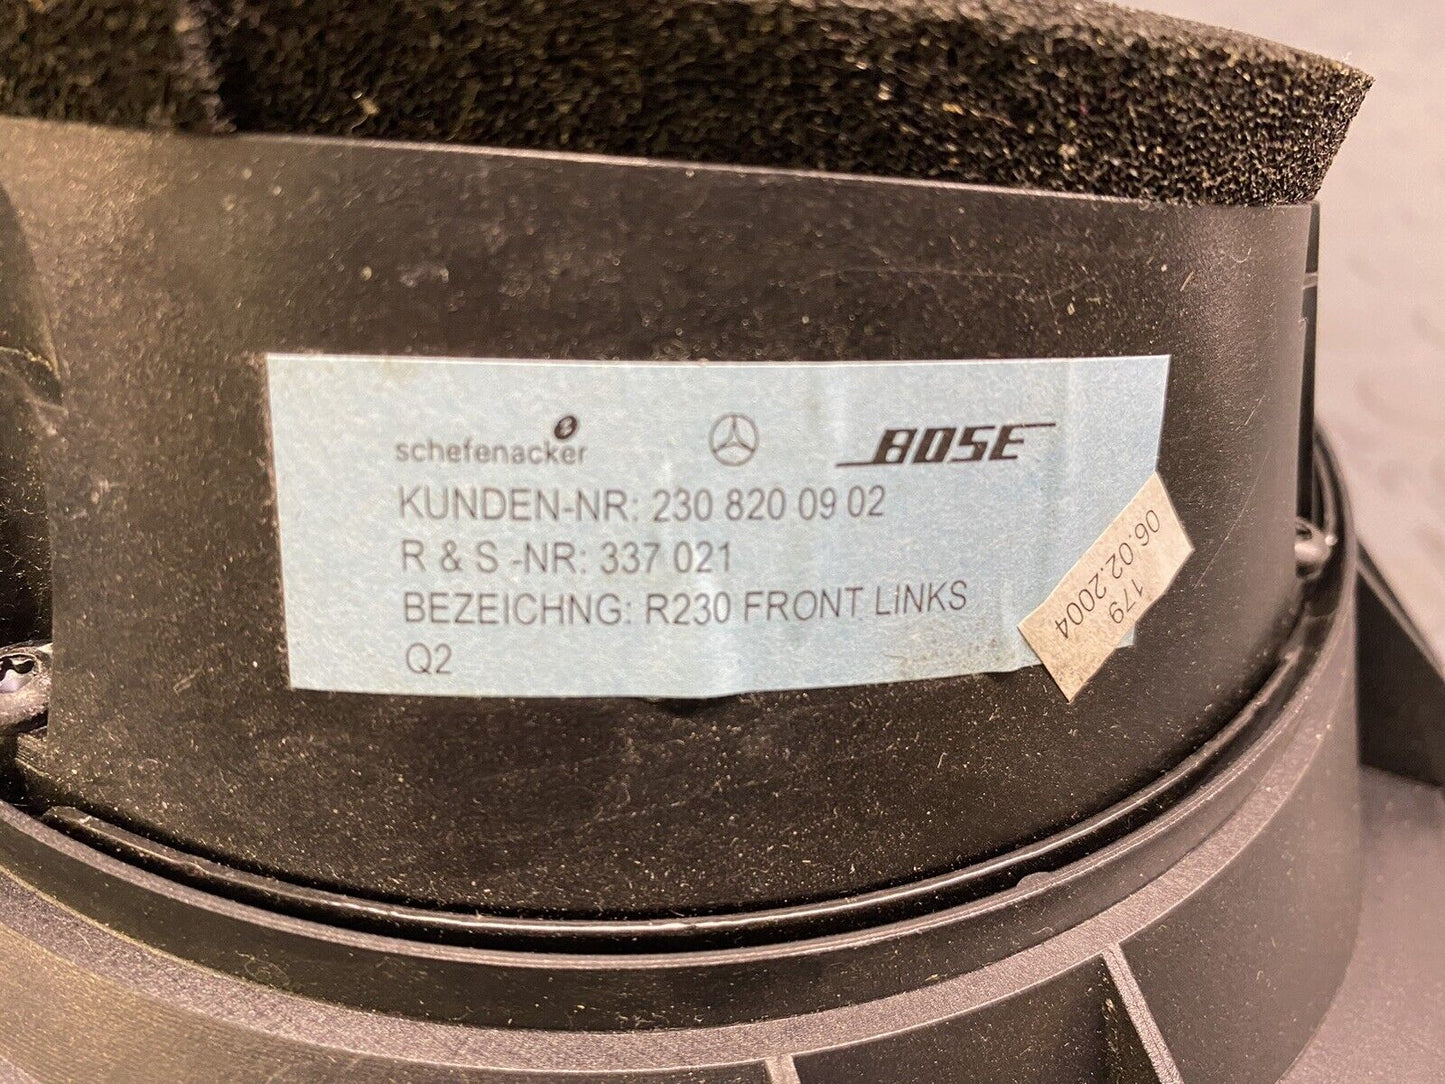 schefenacker
BOSE
KUNDEN-NR: 230 820 09 02
R & S -NR: 337 021
BEZEICHNG: R230 FRONT LINKS
Q2
179
06.02.2004